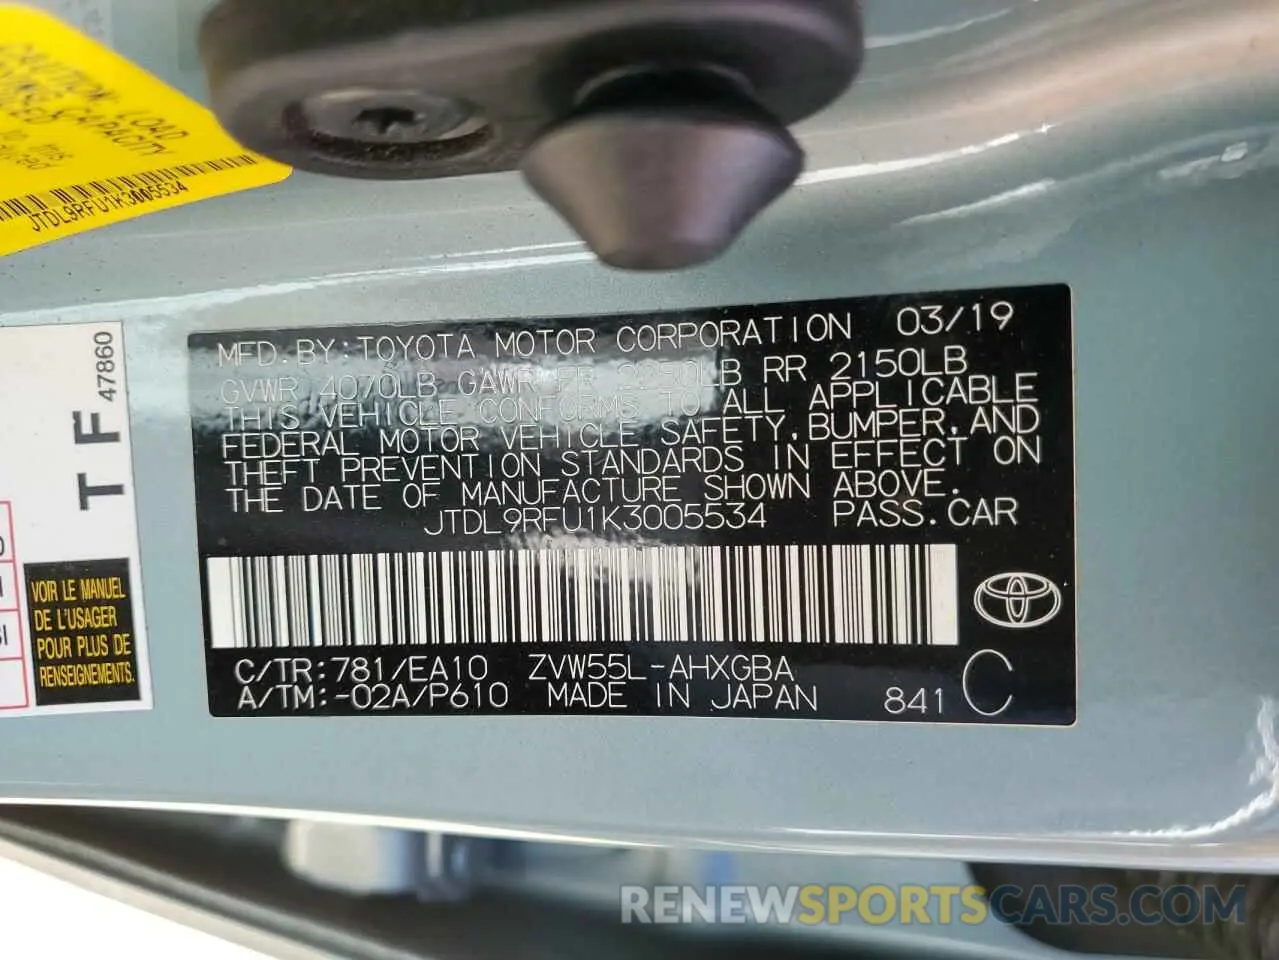 CAUTION: LOAD
CAPACITY
JTDL9RFU1K3005534
47860
T F
VOIR LE MANUEL
DE L'USAGER
POUR PLUS DE
RENSEIGNEMENTS.
MFD. BY: TOYOTA MOTOR CORPORATION 03/19
GVWR 4070LB GAWR FR 2250LB RR 2150LB
THIS VEHICLE CONFORMS TO ALL APPLICABLE
FEDERAL MOTOR VEHICLE SAFETY, BUMPER, AND
THEFT PREVENTION STANDARDS IN EFFECT ON
THE DATE OF MANUFACTURE SHOWN ABOVE.
JTDL9RFU1K3005534 PASS. CAR
C/TR: 781/EA10 ZVW55L-AHXGBA
A/TM: -02A/P610 MADE IN JAPAN 841 C
RENEWSPORTSCARS.COM